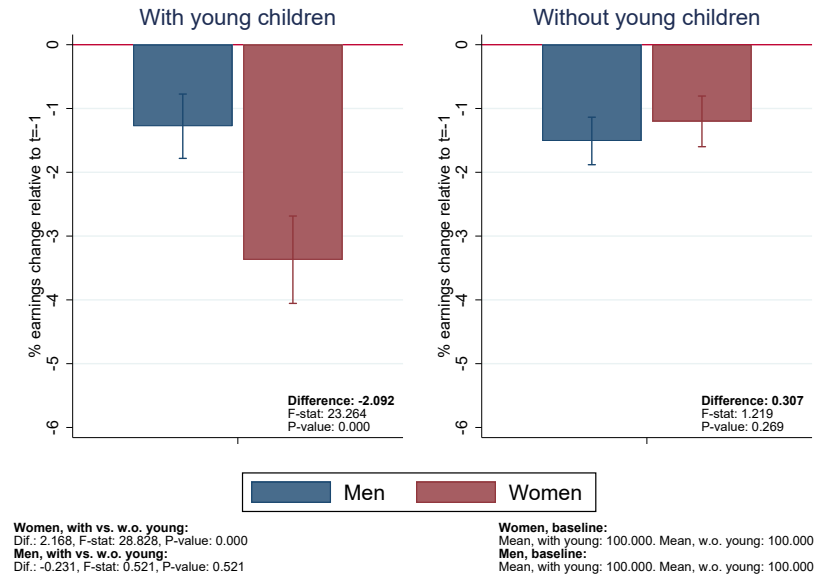 With young children
Without young children
% earnings change relative to t=-1
0
-1
-2
-3
-4
-5
-6
Difference: -2.092
F-stat: 23.264
P-value: 0.000
% earnings change relative to t=-1
0
-1
-2
-3
-4
-5
-6
Difference: 0.307
F-stat: 1.219
P-value: 0.269
Men
Women
Women, with vs. w.o. young:
Dif.: 2.168, F-stat: 28.828, P-value: 0.000
Men, with vs. w.o. young:
Dif.: -0.231, F-stat: 0.521, P-value: 0.521
Women, baseline:
Mean, with young: 100.000. Mean, w.o. young: 100.000
Men, baseline:
Mean, with young: 100.000. Mean, w.o. young: 100.000